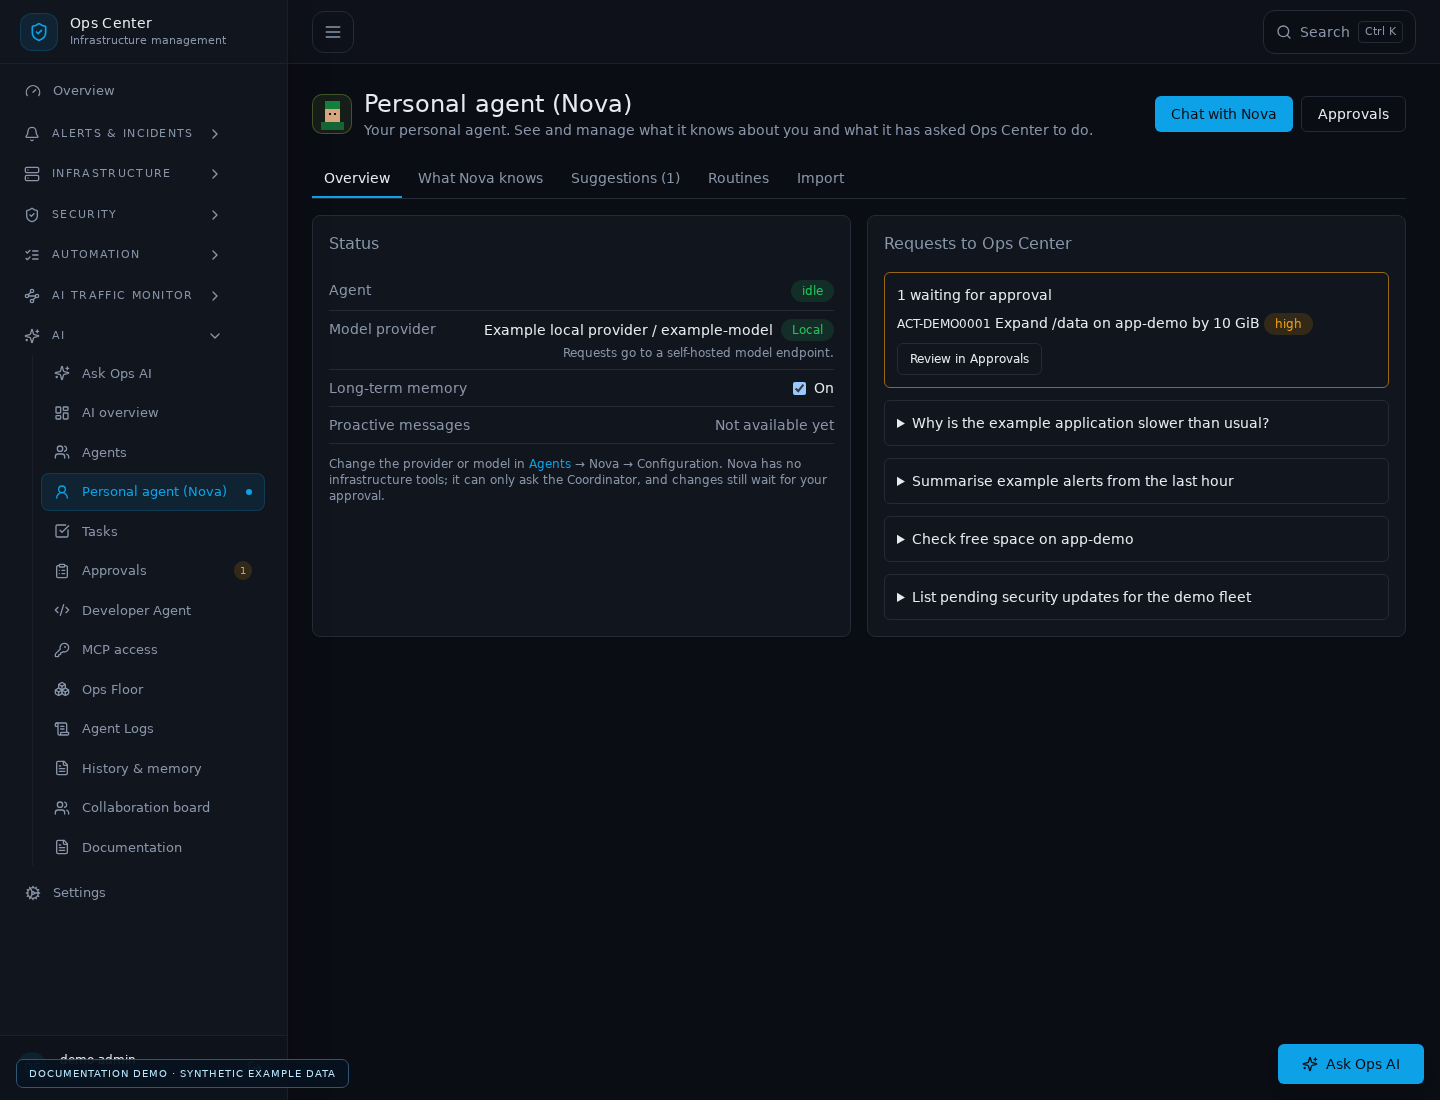 Ops Center
Infrastructure management
Search
Ctrl K
Overview
ALERTS & INCIDENTS
INFRASTRUCTURE
SECURITY
AUTOMATION
AI TRAFFIC MONITOR
AI
Ask Ops AI
AI overview
Agents
Personal agent (Nova)
Tasks
Approvals
1
Developer Agent
MCP access
Ops Floor
Agent Logs
History & memory
Collaboration board
Documentation
Settings
demo admin
DOCUMENTATION DEMO · SYNTHETIC EXAMPLE DATA
Personal agent (Nova)
Your personal agent. See and manage what it knows about you and what it has asked Ops Center to do.
Chat with Nova
Approvals
Overview
What Nova knows
Suggestions (1)
Routines
Import
Status
Agent
idle
Model provider
Example local provider / example-model
Local
Requests go to a self-hosted model endpoint.
Long-term memory
On
Proactive messages
Not available yet
Change the provider or model in Agents → Nova → Configuration. Nova has no
infrastructure tools; it can only ask the Coordinator, and changes still wait for your
approval.
Requests to Ops Center
1 waiting for approval
ACT-DEMO0001 Expand /data on app-demo by 10 GiB high
Review in Approvals
Why is the example application slower than usual?
Summarise example alerts from the last hour
Check free space on app-demo
List pending security updates for the demo fleet
Ask Ops AI